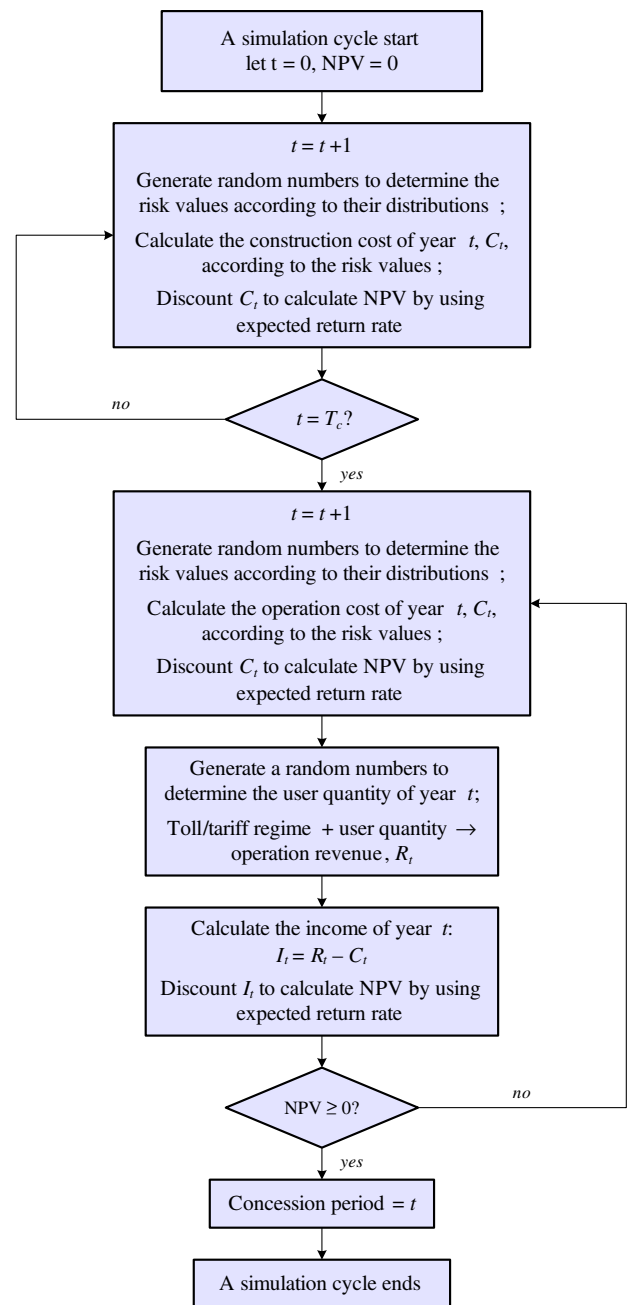 A simulation cycle start
let t = 0, NPV = 0
t = t +1
Generate random numbers to determine the
risk values according to their distributions ;
Calculate the construction cost of year t, Cₜ,
according to the risk values ;
Discount Cₜ to calculate NPV by using
expected return rate
no
t = T_c?
yes
t = t +1
Generate random numbers to determine the
risk values according to their distributions ;
Calculate the operation cost of year t, Cₜ,
according to the risk values ;
Discount Cₜ to calculate NPV by using
expected return rate
Generate a random numbers to
determine the user quantity of year t;
Toll/tariff regime + user quantity →
operation revenue, Rₜ
Calculate the income of year t:
Iₜ = Rₜ – Cₜ
Discount Iₜ to calculate NPV by using
expected return rate
NPV ≥ 0?
no
yes
Concession period = t
A simulation cycle ends